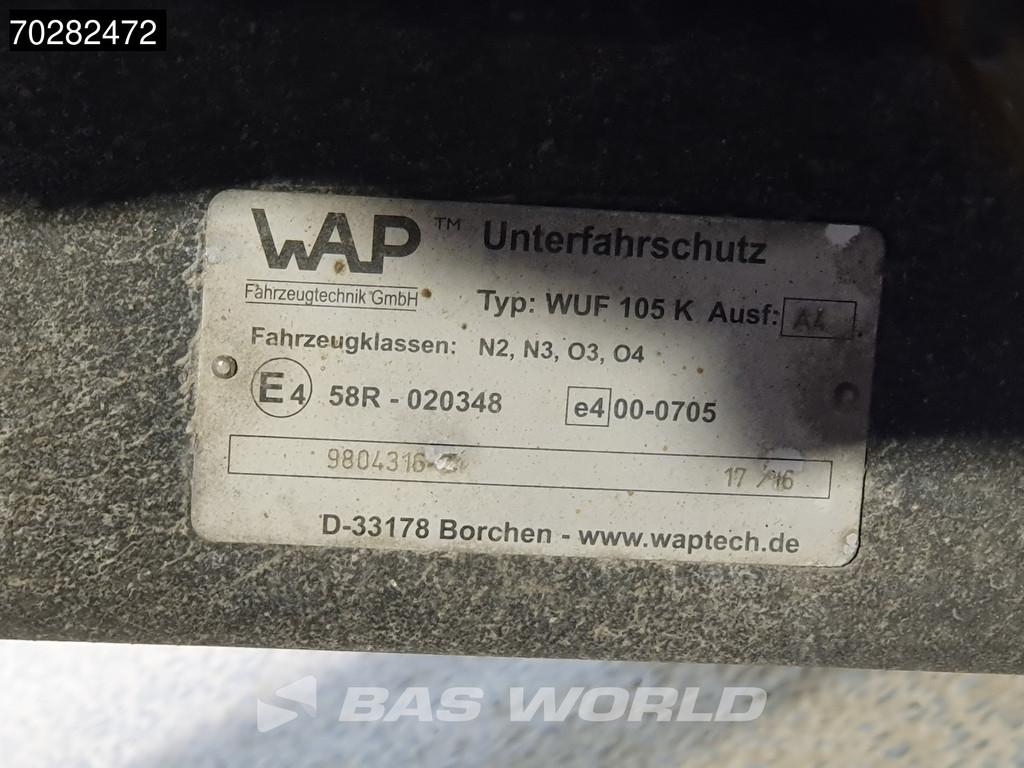 70282472
WAP™ Unterfahrschutz
Fahrzeugtechnik GmbH
Typ: WUF 105 K Ausf: A4
Fahrzeugklassen: N2, N3, O3, O4
E4 58R - 020348 e4 00-0705
9804316- 17/16
D-33178 Borchen - www.waptech.de
BAS WORLD